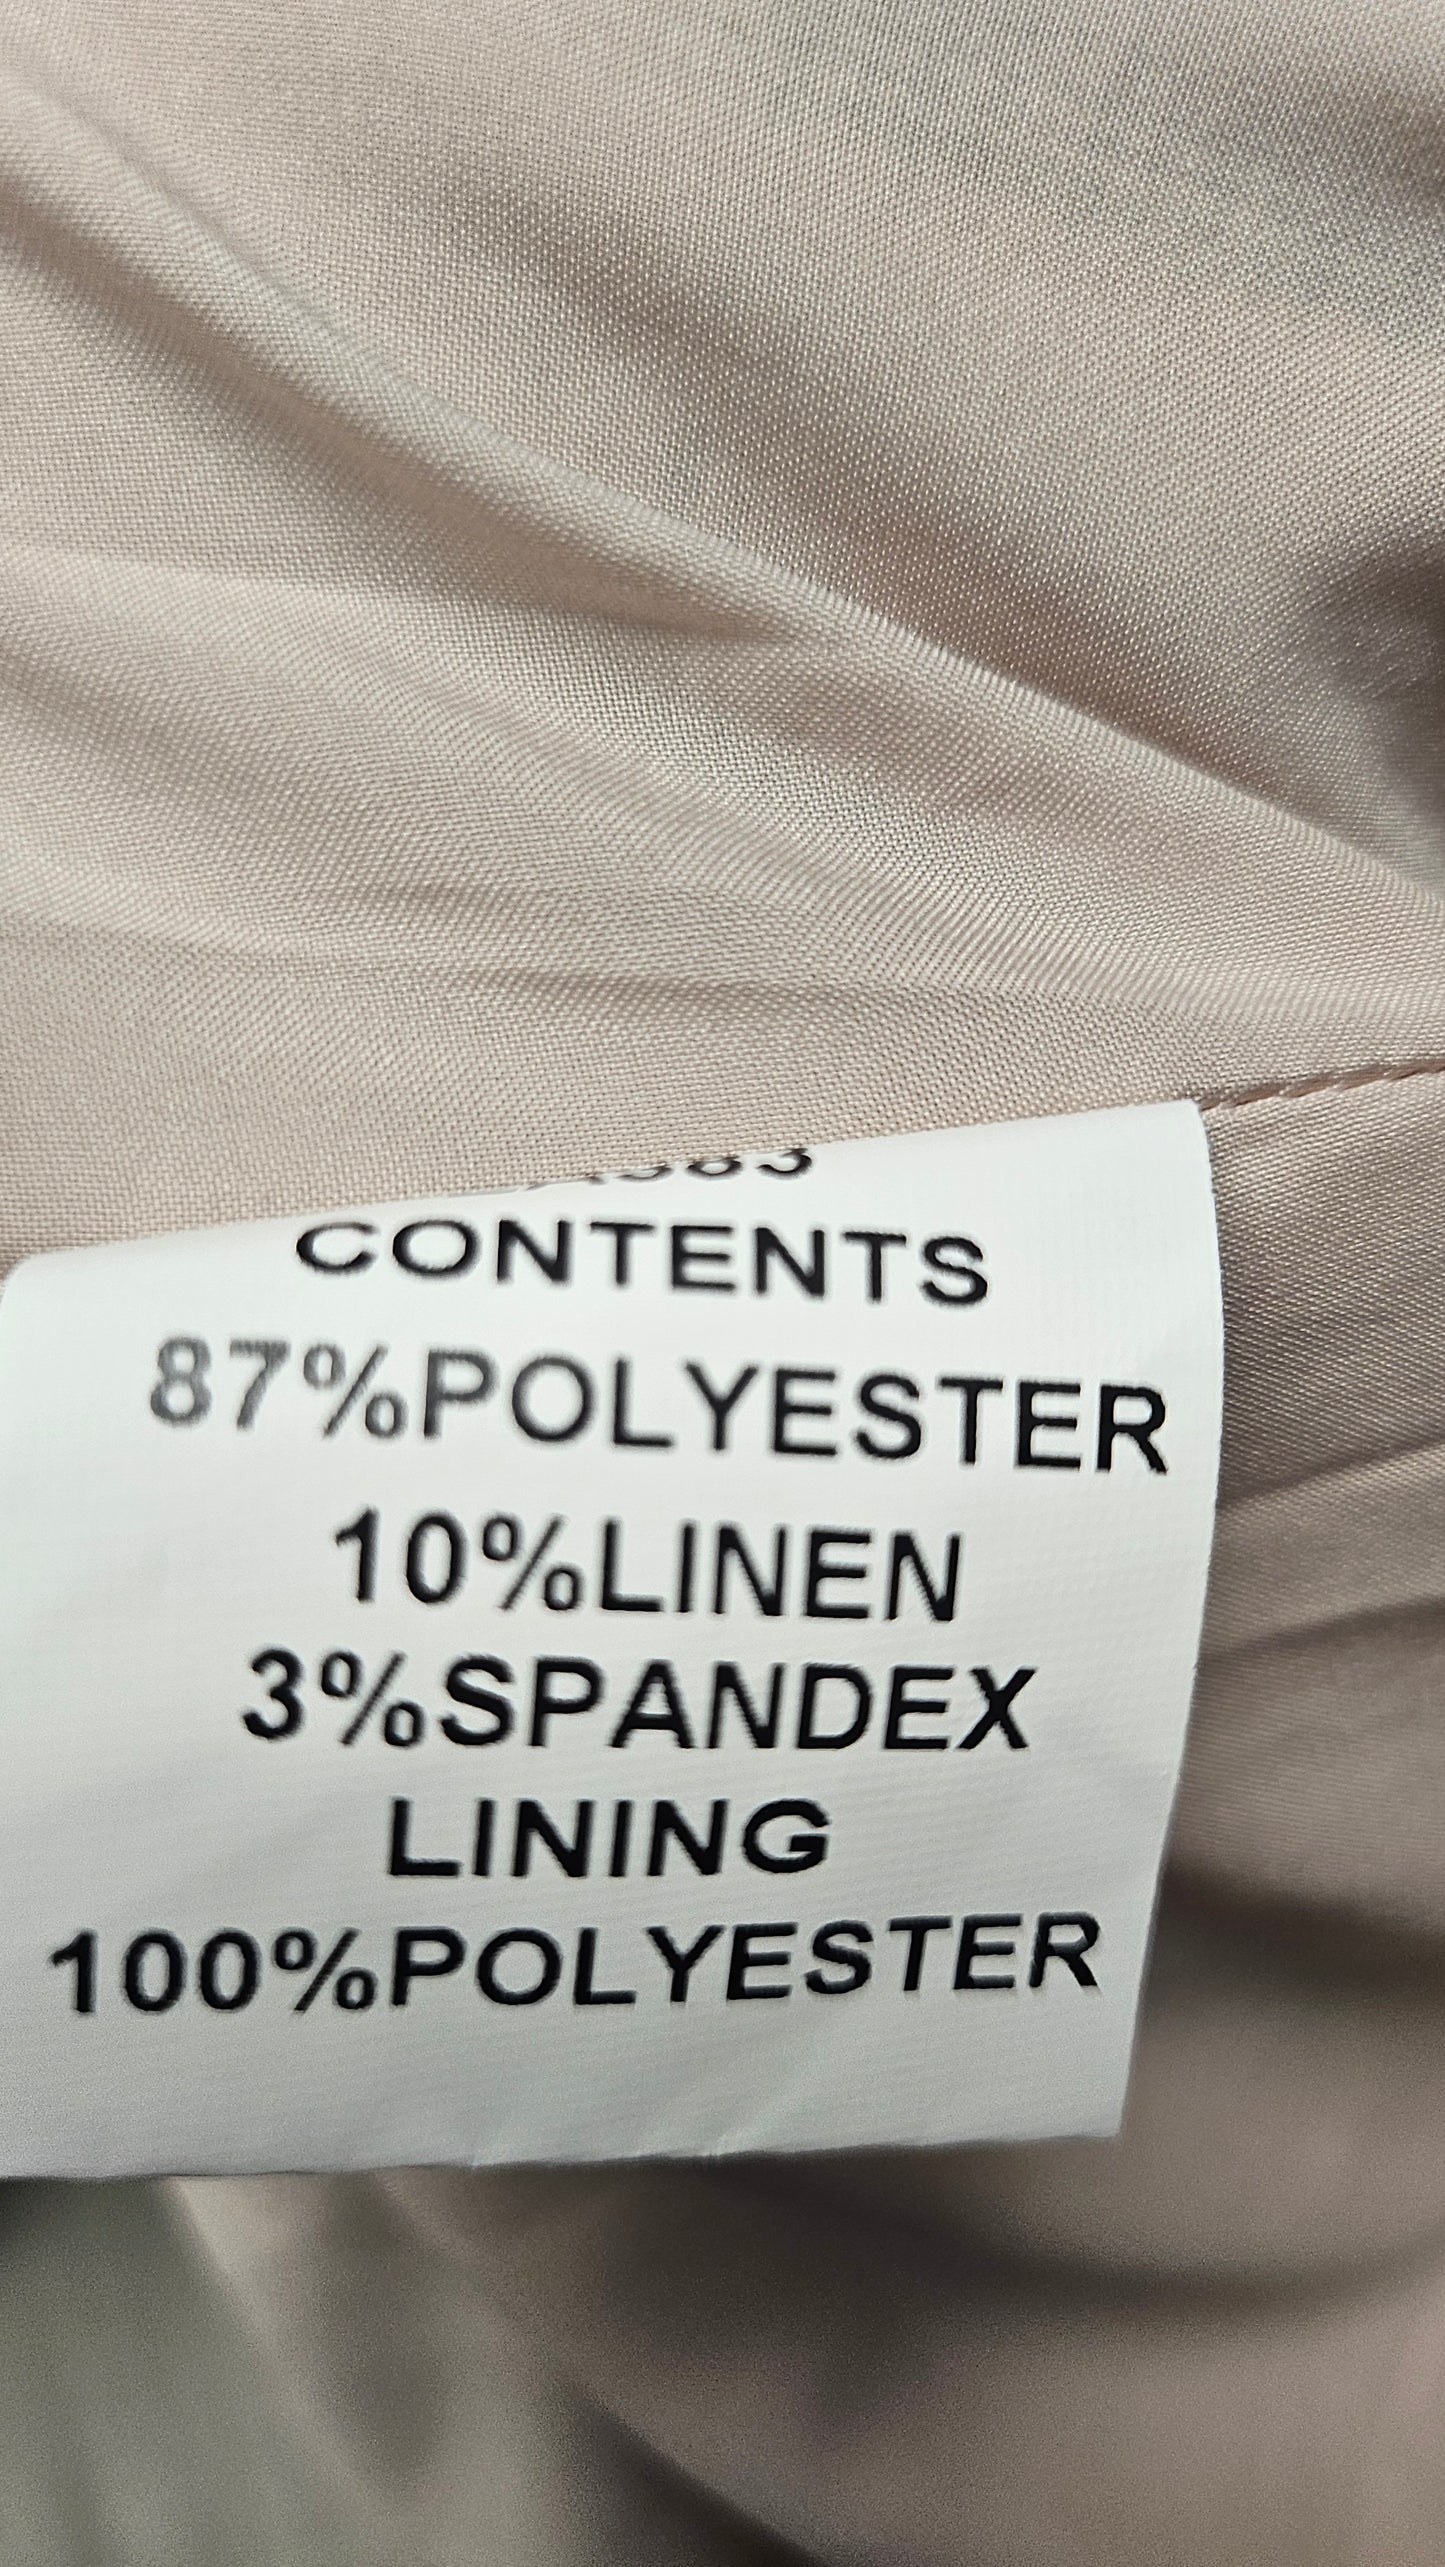 CONTENTS
87%POLYESTER
10%LINEN
3%SPANDEX
LINING
100%POLYESTER